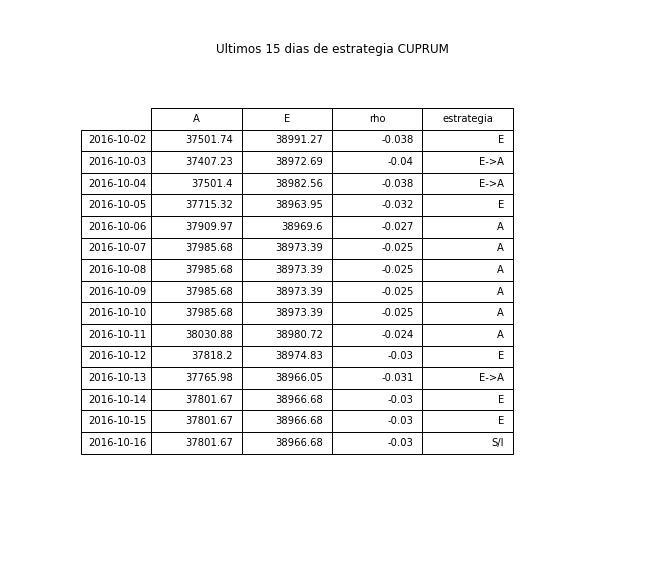 Ultimos 15 dias de estrategia CUPRUM
A E rho estrategia
2016-10-02 37501.74 38991.27 -0.038 E
2016-10-03 37407.23 38972.69 -0.04 E->A
2016-10-04 37501.4 38982.56 -0.038 E->A
2016-10-05 37715.32 38963.95 -0.032 E
2016-10-06 37909.97 38969.6 -0.027 A
2016-10-07 37985.68 38973.39 -0.025 A
2016-10-08 37985.68 38973.39 -0.025 A
2016-10-09 37985.68 38973.39 -0.025 A
2016-10-10 37985.68 38973.39 -0.025 A
2016-10-11 38030.88 38980.72 -0.024 A
2016-10-12 37818.2 38974.83 -0.03 E
2016-10-13 37765.98 38966.05 -0.031 E->A
2016-10-14 37801.67 38966.68 -0.03 E
2016-10-15 37801.67 38966.68 -0.03 E
2016-10-16 37801.67 38966.68 -0.03 S/I